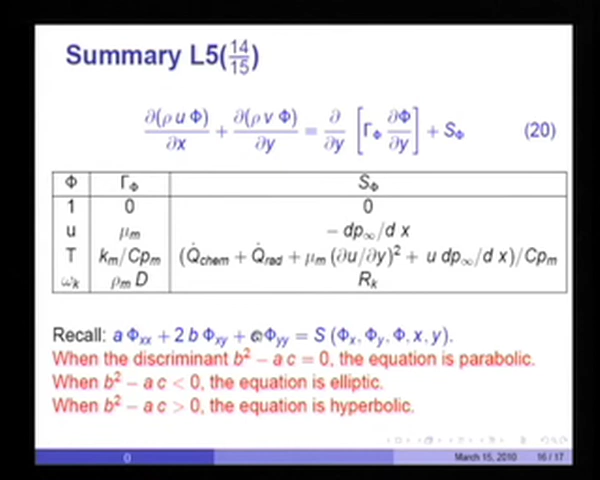 Summary L5(14/15)
∂(ρ u Φ)/∂x + ∂(ρ v Φ)/∂y = ∂/∂y [Γ_Φ ∂Φ/∂y] + S_Φ (20)
Φ Γ_Φ S_Φ
1 0 0
u μ_m − dp_∞/d x
T k_m/Cp_m (Q̇_chem + Q̇_rad + μ_m (∂u/∂y)² + u dp_∞/d x)/Cp_m
ω_k ρ_m D R_k
Recall: a Φ_xx + 2 b Φ_xy + c Φ_yy = S (Φ_x, Φ_y, Φ, x, y).
When the discriminant b² − a c = 0, the equation is parabolic.
When b² − a c < 0, the equation is elliptic.
When b² − a c > 0, the equation is hyperbolic.
() March 15, 2010 16 / 17